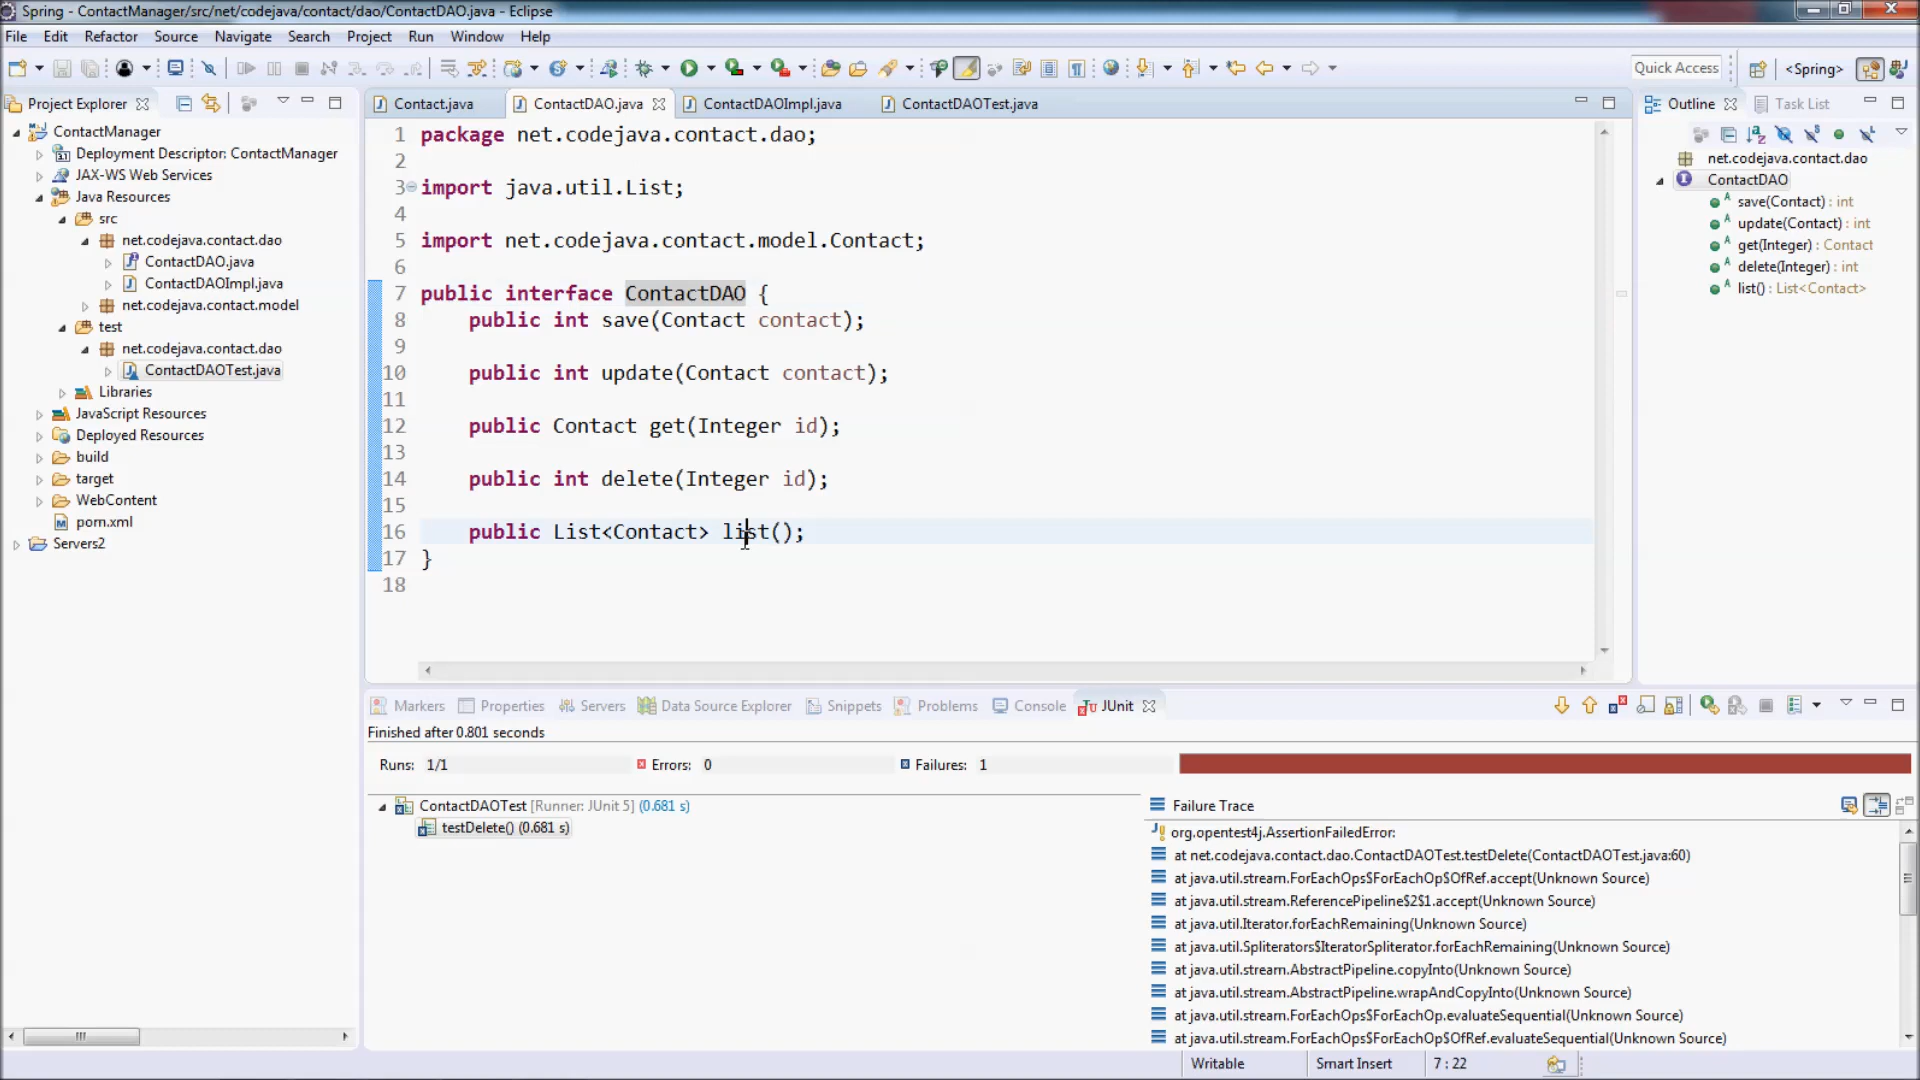 Spring - ContactManager/src/net/codejava/contact/dao/ContactDAO.java - Eclipse
File Edit Refactor Source Navigate Search Project Run Window Help
Quick Access <Spring>
Project Explorer
ContactManager
Deployment Descriptor: ContactManager
JAX-WS Web Services
Java Resources
src
net.codejava.contact.dao
ContactDAO.java
ContactDAOImpl.java
net.codejava.contact.model
test
net.codejava.contact.dao
ContactDAOTest.java
Libraries
JavaScript Resources
Deployed Resources
build
target
WebContent
pom.xml
Servers2
Contact.java ContactDAO.java ContactDAOImpl.java ContactDAOTest.java
1 package net.codejava.contact.dao;
2
3 import java.util.List;
4
5 import net.codejava.contact.model.Contact;
6
7 public interface ContactDAO {
8 public int save(Contact contact);
9
10 public int update(Contact contact);
11
12 public Contact get(Integer id);
13
14 public int delete(Integer id);
15
16 public List<Contact> list();
17 }
18
Outline Task List
net.codejava.contact.dao
ContactDAO
save(Contact) : int
update(Contact) : int
get(Integer) : Contact
delete(Integer) : int
list() : List<Contact>
Markers Properties Servers Data Source Explorer Snippets Problems Console JUnit
Finished after 0.801 seconds
Runs: 1/1 Errors: 0 Failures: 1
ContactDAOTest [Runner: JUnit 5] (0.681 s)
testDelete() (0.681 s)
Failure Trace
org.opentest4j.AssertionFailedError:
at net.codejava.contact.dao.ContactDAOTest.testDelete(ContactDAOTest.java:60)
at java.util.stream.ForEachOps$ForEachOp$OfRef.accept(Unknown Source)
at java.util.stream.ReferencePipeline$2$1.accept(Unknown Source)
at java.util.Iterator.forEachRemaining(Unknown Source)
at java.util.Spliterators$IteratorSpliterator.forEachRemaining(Unknown Source)
at java.util.stream.AbstractPipeline.copyInto(Unknown Source)
at java.util.stream.AbstractPipeline.wrapAndCopyInto(Unknown Source)
at java.util.stream.ForEachOps$ForEachOp.evaluateSequential(Unknown Source)
at java.util.stream.ForEachOps$ForEachOp$OfRef.evaluateSequential(Unknown Source)
Writable Smart Insert 7 : 22